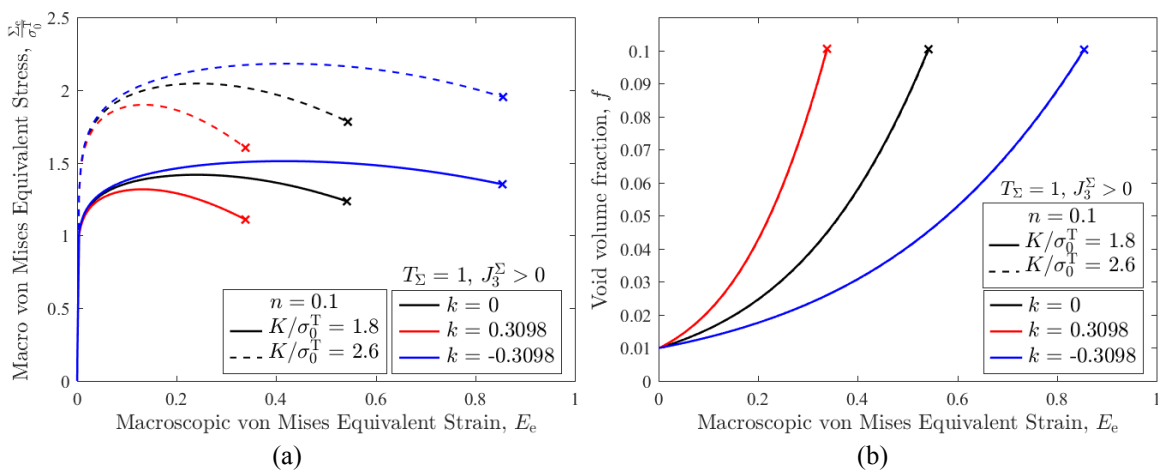 Macro von Mises Equivalent Stress, Σₑ/σ₀ᵀ
2.5
2
1.5
1
0.5
0
0 0.2 0.4 0.6 0.8 1
Macroscopic von Mises Equivalent Strain, Eₑ
n = 0.1
K/σ₀ᵀ = 1.8
K/σ₀ᵀ = 2.6
T_Σ = 1, J₃^Σ > 0
k = 0
k = 0.3098
k = -0.3098
(a)
Void volume fraction, f
0.1
0.09
0.08
0.07
0.06
0.05
0.04
0.03
0.02
0.01
0
0 0.2 0.4 0.6 0.8 1
Macroscopic von Mises Equivalent Strain, Eₑ
T_Σ = 1, J₃^Σ > 0
n = 0.1
K/σ₀ᵀ = 1.8
K/σ₀ᵀ = 2.6
k = 0
k = 0.3098
k = -0.3098
(b)